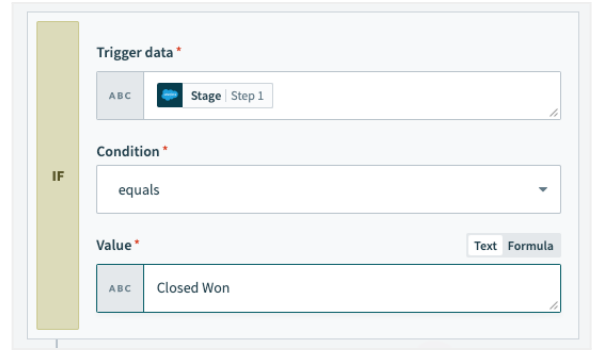 Trigger data *
ABC Stage | Step 1
Condition *
IF
equals
Value * Text Formula
ABC Closed Won